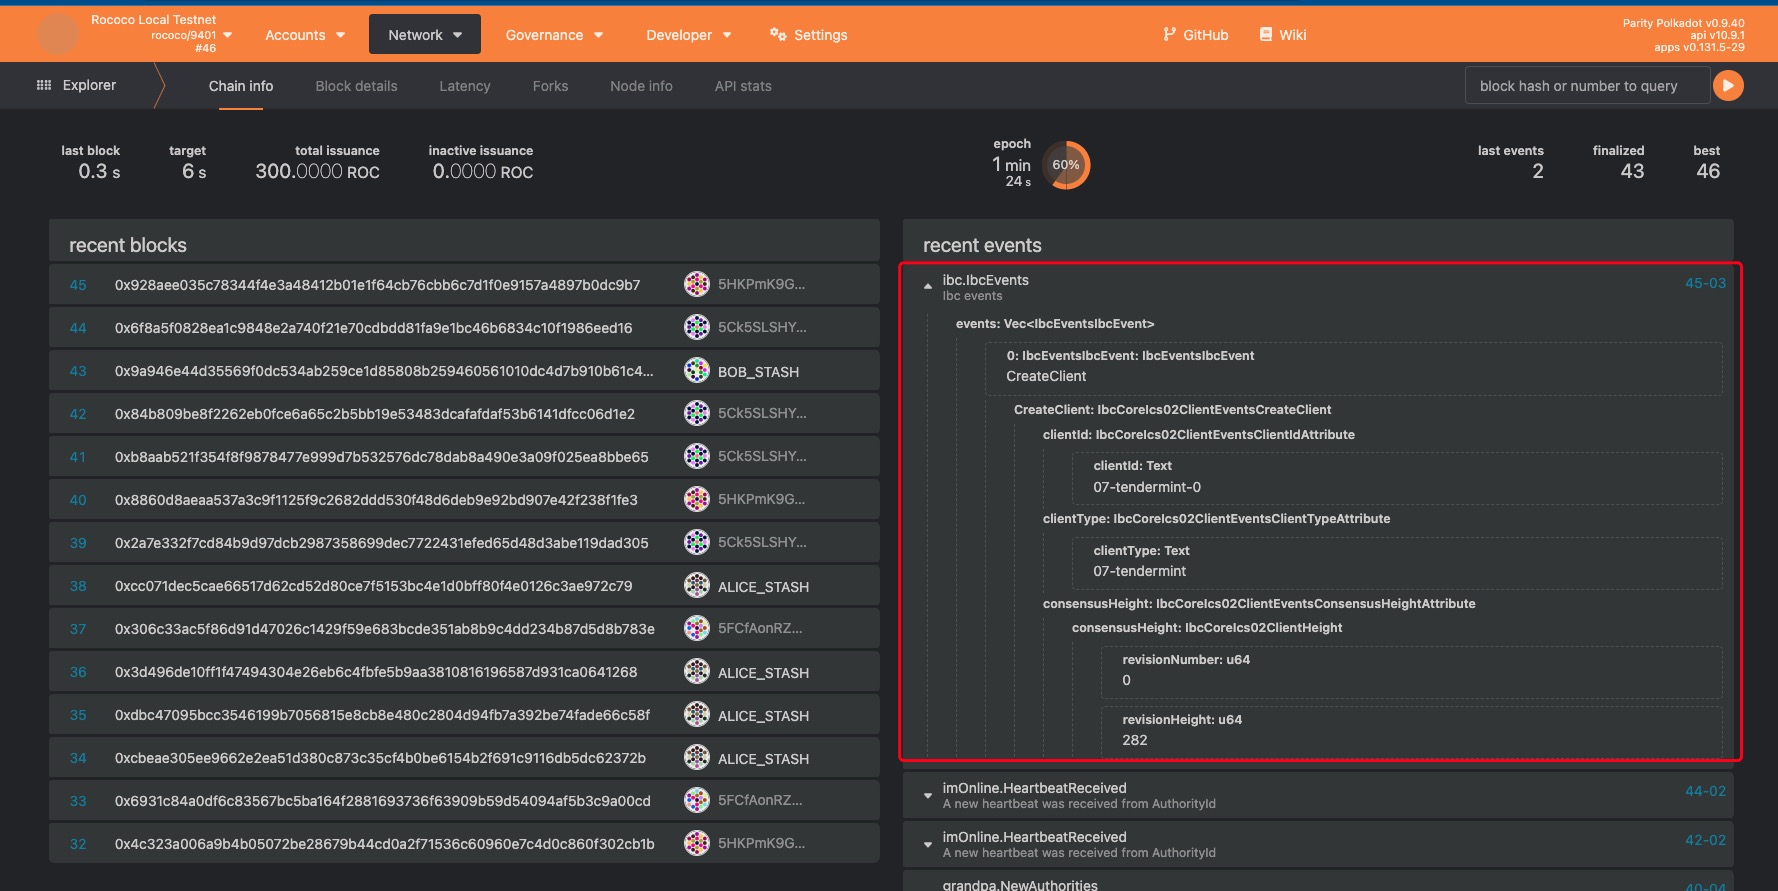 Rococo Local Testnet
rococo/9401
#46
Accounts
Network
Governance
Developer
Settings
GitHub
Wiki
Parity Polkadot v0.9.40
api v10.9.1
apps v0.131.5-29
Explorer
Chain info
Block details
Latency
Forks
Node info
API stats
block hash or number to query
last block
0.3 s
target
6 s
total issuance
300.0000 ROC
inactive issuance
0.0000 ROC
epoch
1 min
24 s
60%
last events
2
finalized
43
best
46
recent blocks
45 0x928aee035c78344f4e3a48412b01e1f64cb76cbb6c7d1f0e9157a4897b0dc9b7 5HKPmK9G...
44 0x6f8a5f0828ea1c9848e2a740f21e70cdbdd81fa9e1bc46b6834c10f1986eed16 5Ck5SLSHY...
43 0x9a946e44d35569f0dc534ab259ce1d85808b259460561010dc4d7b910b61c4... BOB_STASH
42 0x84b809be8f2262eb0fce6a65c2b5bb19e53483dcafafdaf53b6141dfcc06d1e2 5Ck5SLSHY...
41 0xb8aab521f354f8f9878477e999d7b532576dc78dab8a490e3a09f025ea8bbe65 5Ck5SLSHY...
40 0x8860d8aeaa537a3c9f1125f9c2682ddd530f48d6deb9e92bd907e42f238f1fe3 5HKPmK9G...
39 0x2a7e332f7cd84b9d97dcb2987358699dec7722431efed65d48d3abe119dad305 5Ck5SLSHY...
38 0xcc071dec5cae66517d62cd52d80ce7f5153bc4e1d0bff80f4e0126c3ae972c79 ALICE_STASH
37 0x306c33ac5f86d91d47026c1429f59e683bcde351ab8b9c4dd234b87d5d8b783e 5FCfAonRZ...
36 0x3d496de10ff1f47494304e26eb6c4fbfe5b9aa3810816196587d931ca0641268 ALICE_STASH
35 0xdbc47095bcc3546199b7056815e8cb8e480c2804d94fb7a392be74fade66c58f ALICE_STASH
34 0xcbeae305ee9662e2ea51d380c873c35cf4b0be6154b2f691c9116db5dc62372b ALICE_STASH
33 0x6931c84a0df6c83567bc5ba164f2881693736f63909b59d54094af5b3c9a00cd 5FCfAonRZ...
32 0x4c323a006a9b4b05072be28679b44cd0a2f71536c60960e7c4d0c860f302cb1b 5HKPmK9G...
recent events
ibc.IbcEvents 45-03
Ibc events
events: Vec<IbcEventsIbcEvent>
0: IbcEventsIbcEvent: IbcEventsIbcEvent
CreateClient
CreateClient: IbcCoreIcs02ClientEventsCreateClient
clientId: IbcCoreIcs02ClientEventsClientIdAttribute
clientId: Text
07-tendermint-0
clientType: IbcCoreIcs02ClientEventsClientTypeAttribute
clientType: Text
07-tendermint
consensusHeight: IbcCoreIcs02ClientEventsConsensusHeightAttribute
consensusHeight: IbcCoreIcs02ClientHeight
revisionNumber: u64
0
revisionHeight: u64
282
imOnline.HeartbeatReceived 44-02
A new heartbeat was received from AuthorityId
imOnline.HeartbeatReceived 42-02
A new heartbeat was received from AuthorityId
grandpa.NewAuthorities 40-04